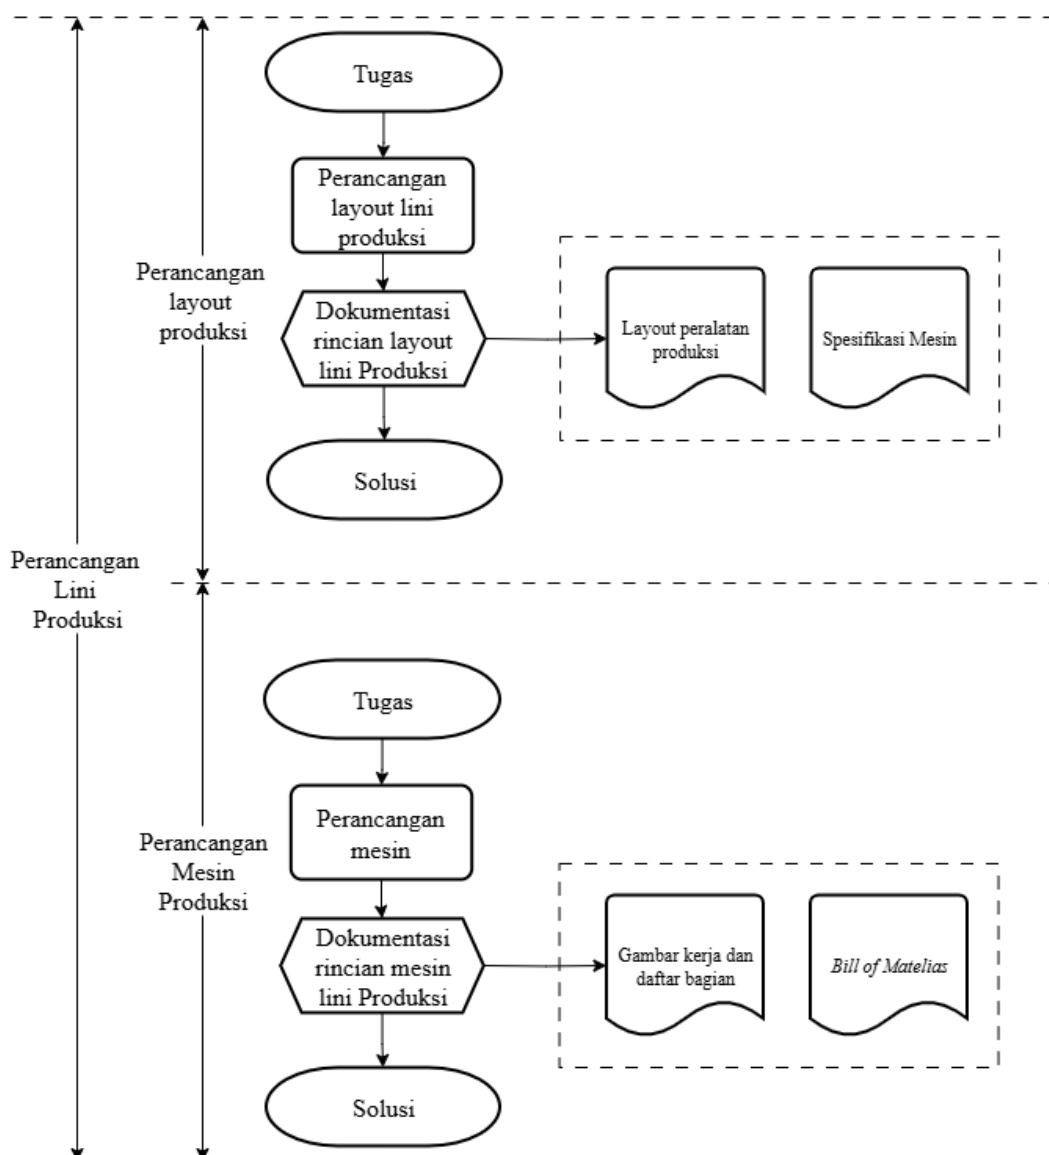 Tugas
Perancangan
layout lini
produksi
Perancangan
layout
produksi
Dokumentasi
rincian layout
lini Produksi
Layout peralatan
produksi
Spesifikasi Mesin
Solusi
Perancangan
Lini
Produksi
Tugas
Perancangan
mesin
Perancangan
Mesin
Produksi
Dokumentasi
rincian mesin
lini Produksi
Gambar kerja dan
daftar bagian
Bill of Matelias
Solusi